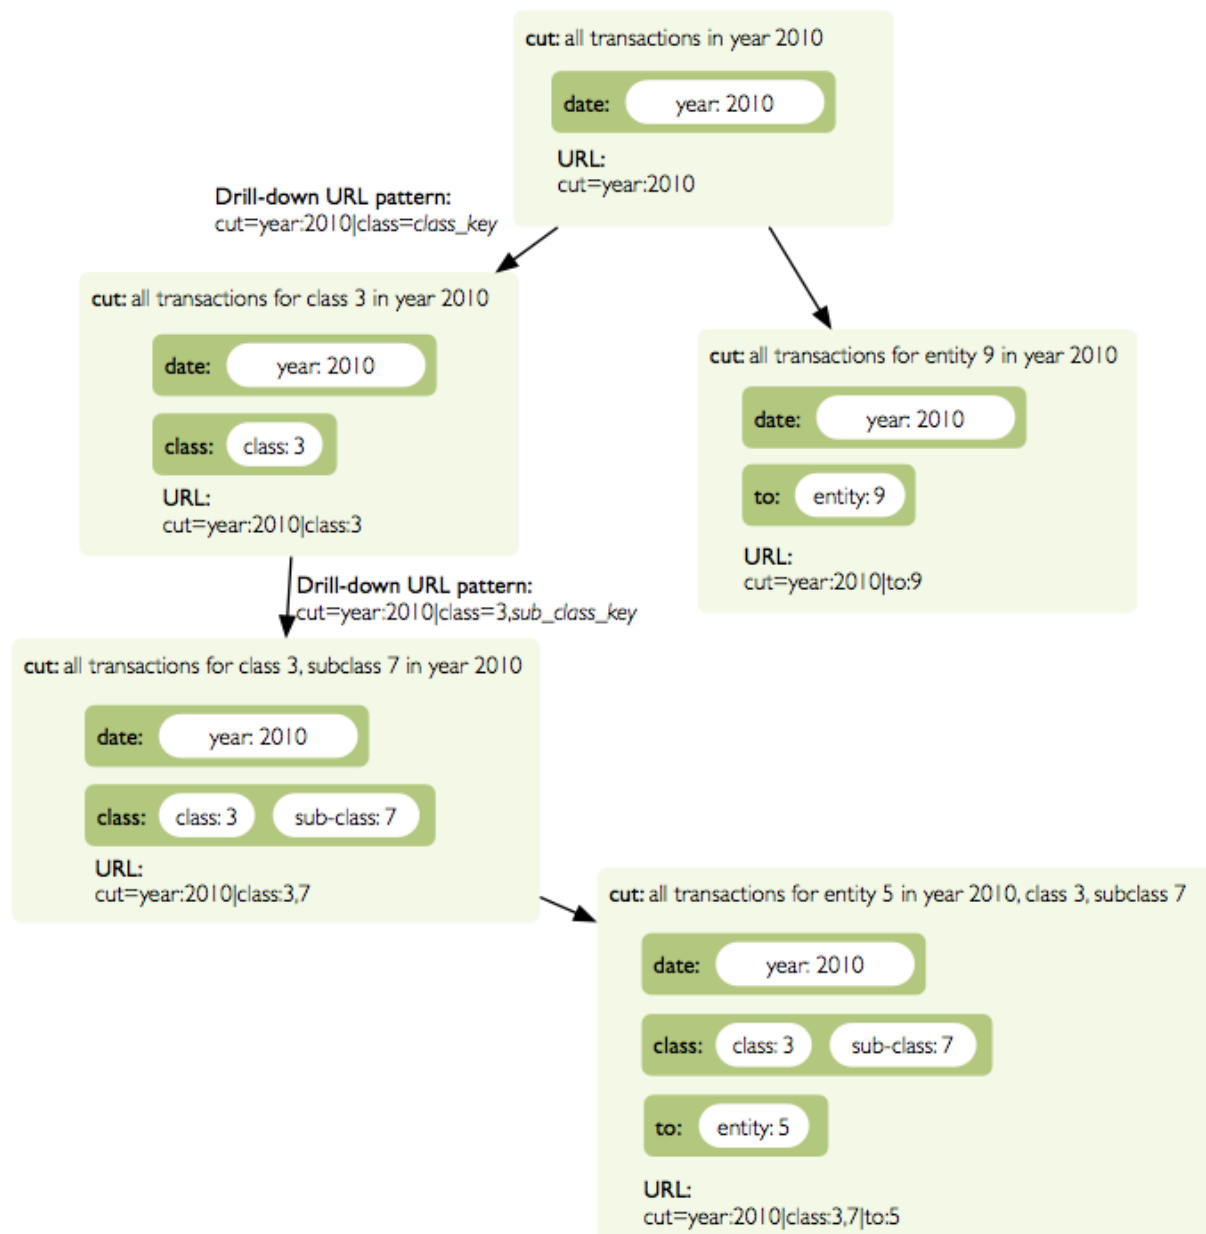 cut: all transactions in year 2010
date: year: 2010
URL:
cut=year:2010
Drill-down URL pattern:
cut=year:2010|class=class_key
cut: all transactions for class 3 in year 2010
date: year: 2010
class: class: 3
URL:
cut=year:2010|class:3
cut: all transactions for entity 9 in year 2010
date: year: 2010
to: entity: 9
URL:
cut=year:2010|to:9
Drill-down URL pattern:
cut=year:2010|class=3,sub_class_key
cut: all transactions for class 3, subclass 7 in year 2010
date: year: 2010
class: class: 3 sub-class: 7
URL:
cut=year:2010|class:3,7
cut: all transactions for entity 5 in year 2010, class 3, subclass 7
date: year: 2010
class: class: 3 sub-class: 7
to: entity: 5
URL:
cut=year:2010|class:3,7|to:5